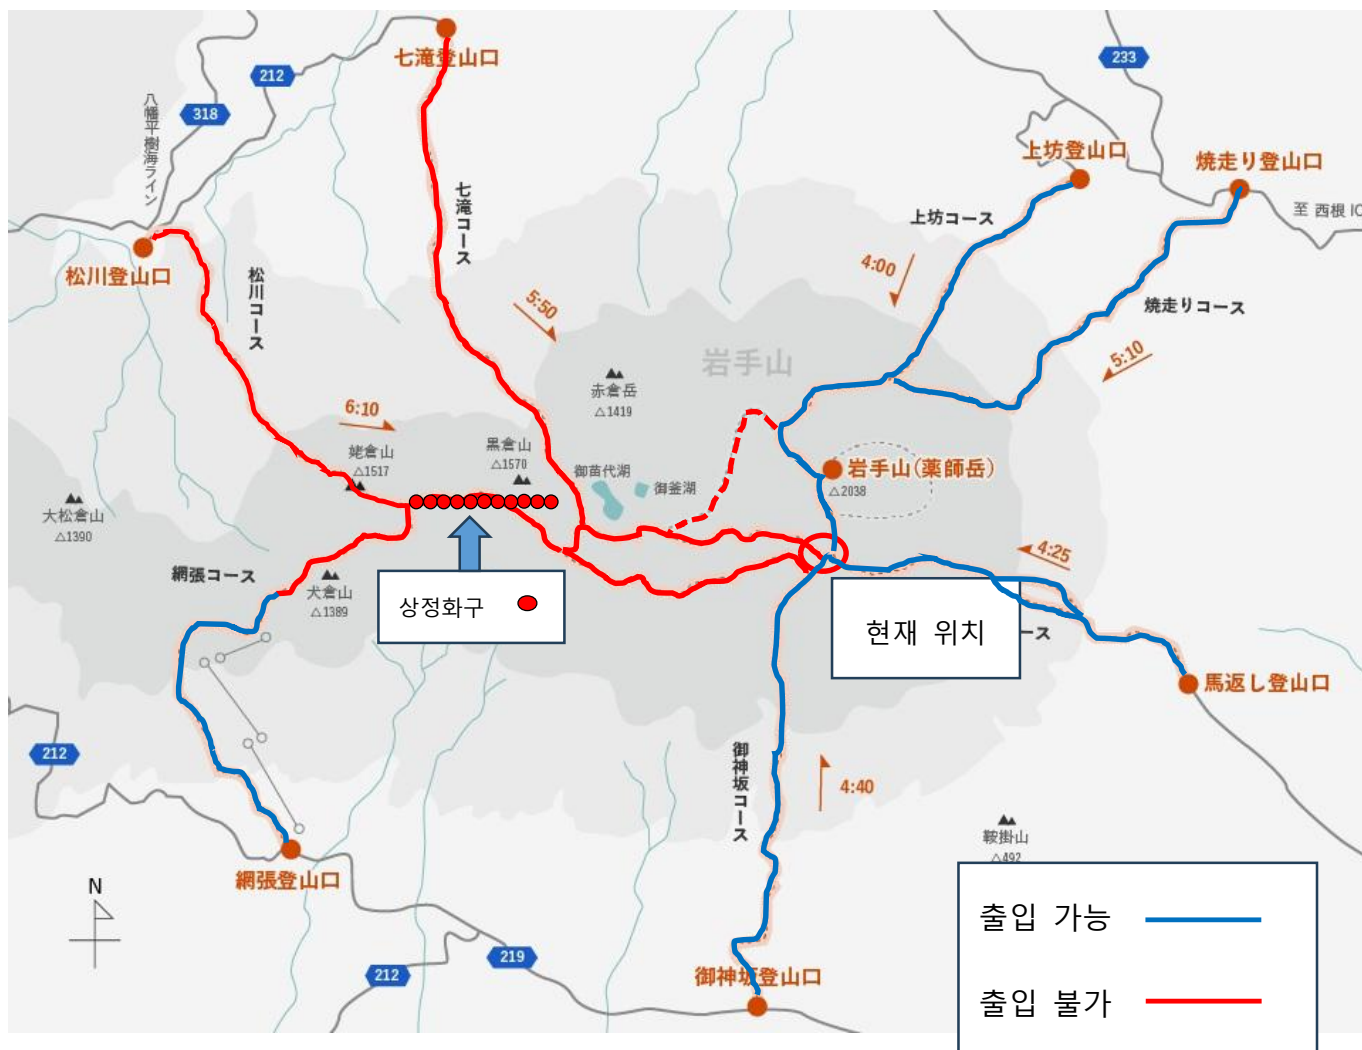 七滝登山口
233
212
318
八幡平樹海ライン
上坊登山口
焼走り登山口
至 西根 IC
七滝コース
上坊コース
松川登山口
松川コース
4:00
5:50
焼走りコース
岩手山
5:10
赤倉岳
△1419
6:10
姥倉山
△1517
黒倉山
△1570
御苗代湖
御釜湖
岩手山(薬師岳)
△2038
大松倉山
△1390
4:25
網張コース
犬倉山
△1389
상정화구
현재 위치
ース
馬返し登山口
212
御神坂コース
4:40
鞍掛山
△492
網張登山口
N
출입 가능
219
212
御神坂登山口
출입 불가